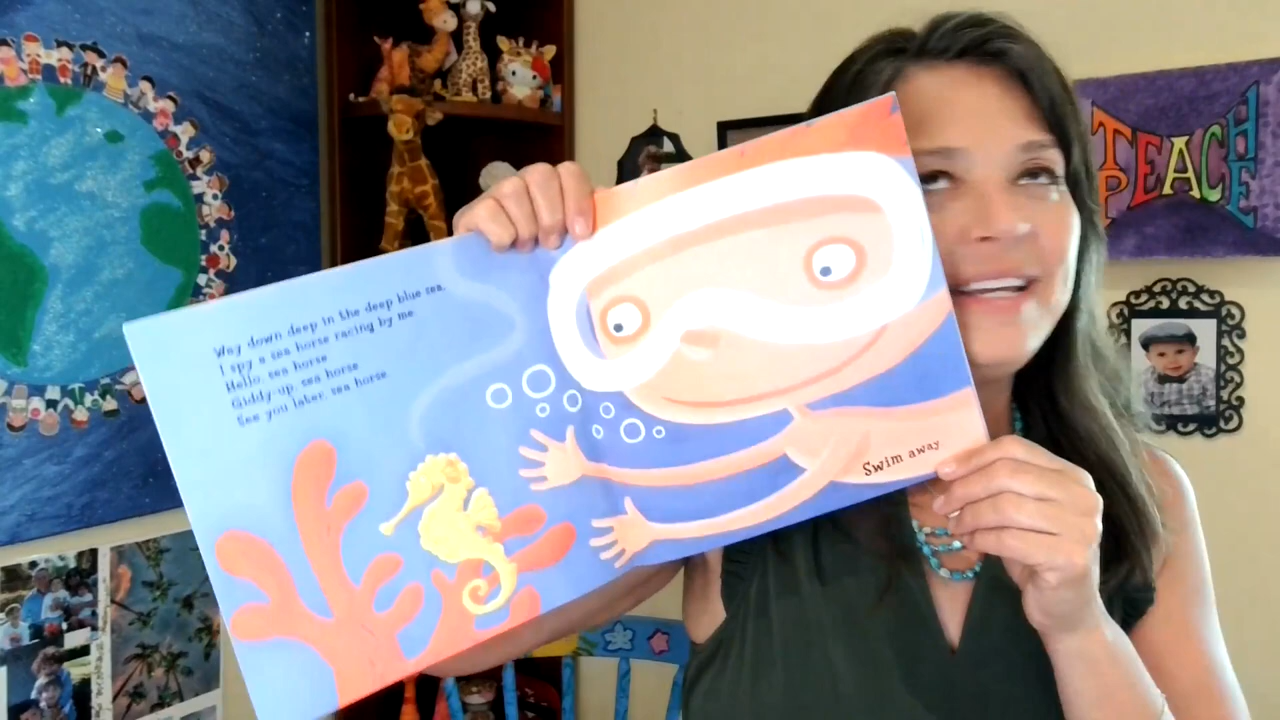 Way down deep in the deep blue sea,
I spy a sea horse racing by me.
Hello, sea horse.
Giddy-up, sea horse.
See you later, sea horse.
Swim away
TEACH
PEACE